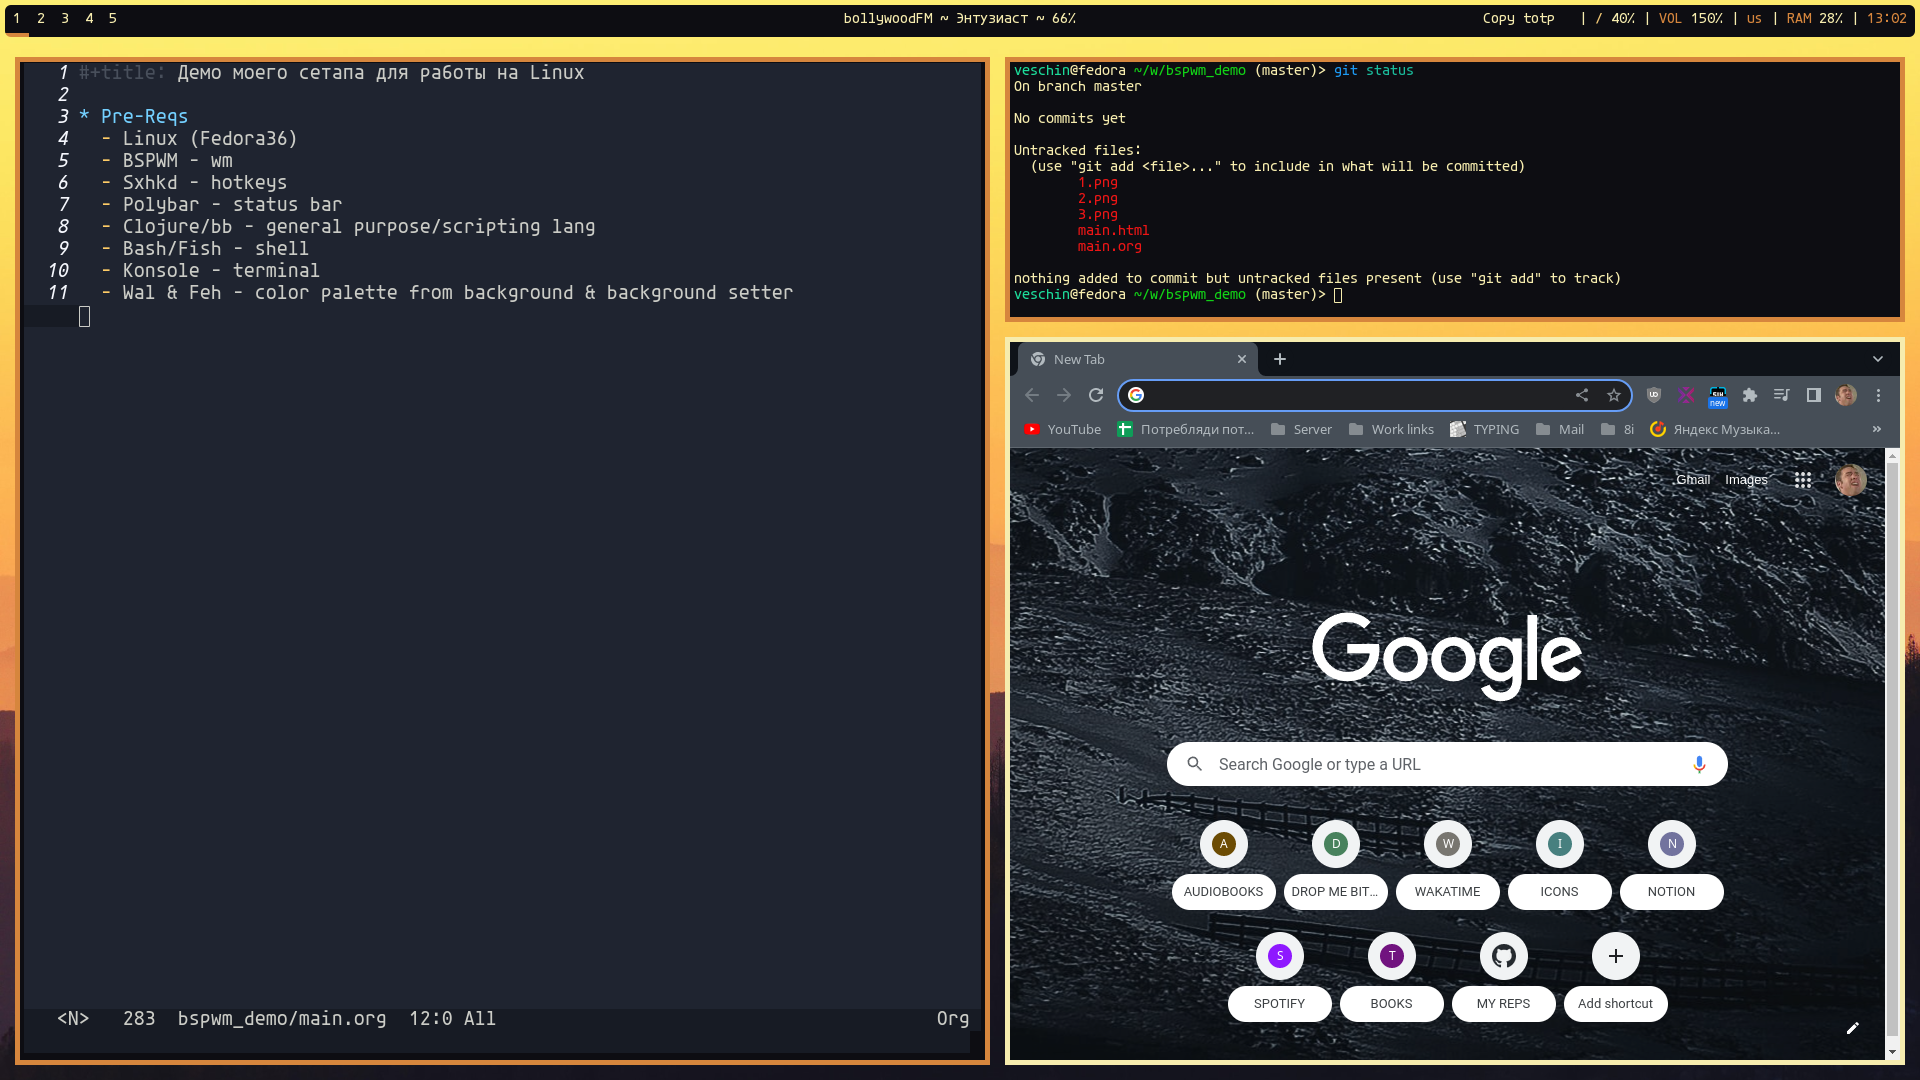 1 2 3 4 5
bollywoodFM ~ Энтузиаст ~ 66%
Copy totp | / 40% | VOL 150% | us | RAM 28% | 13:02
1 #+title: Демо моего сетапа для работы на Linux
2
3 * Pre-Reqs
4 - Linux (Fedora36)
5 - BSPWM - wm
6 - Sxhkd - hotkeys
7 - Polybar - status bar
8 - Clojure/bb - general purpose/scripting lang
9 - Bash/Fish - shell
10 - Konsole - terminal
11 - Wal & Feh - color palette from background & background setter
<N> 283 bspwm_demo/main.org 12:0 All Org
veschin@fedora ~/w/bspwm_demo (master)> git status
On branch master
No commits yet
Untracked files:
(use "git add <file>..." to include in what will be committed)
1.png
2.png
3.png
main.html
main.org
nothing added to commit but untracked files present (use "git add" to track)
veschin@fedora ~/w/bspwm_demo (master)>
New Tab
new
YouTube Потребляди пот... Server Work links TYPING Mail 8i Яндекс Музыка... »
Gmail Images
Google
Search Google or type a URL
A D W I N
AUDIOBOOKS DROP ME BIT... WAKATIME ICONS NOTION
S T
SPOTIFY BOOKS MY REPS Add shortcut